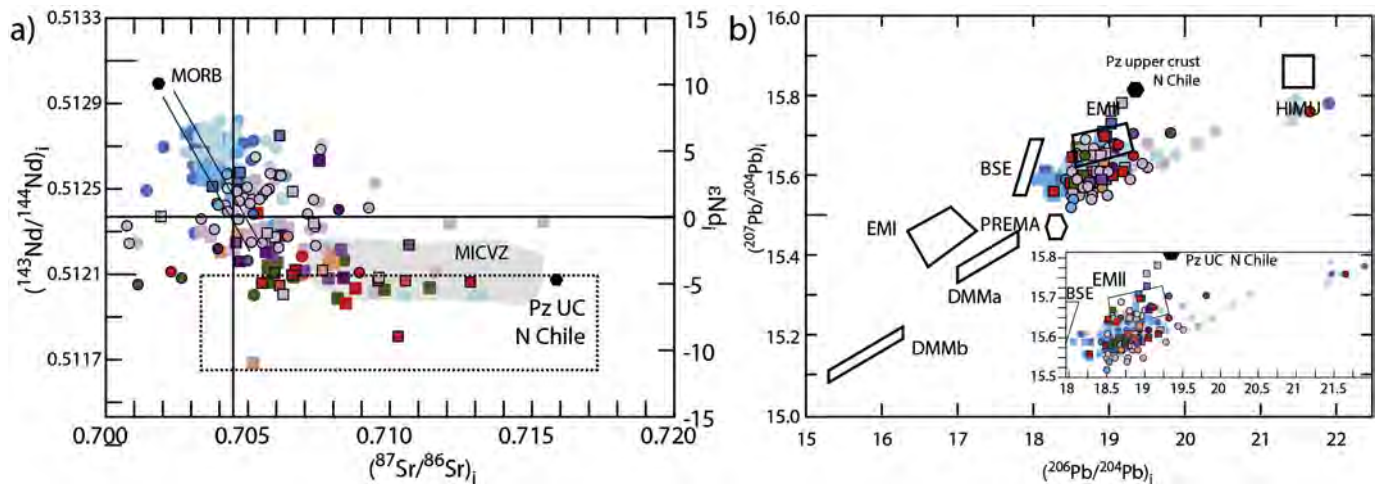 a)
0.5133
0.5129
0.5125
0.5121
0.5117
(143Nd/144Nd)i
15
10
5
0
-5
-10
-15
εNdi
MORB
MICVZ
Pz UC
N Chile
0.700
0.705
0.710
0.715
0.720
(87Sr/86Sr)i
b)
16.0
15.8
15.6
15.4
15.2
15.0
(207Pb/204Pb)i
Pz upper crust
N Chile
EMII
HIMU
BSE
EMI
PREMA
DMMa
DMMb
15.8
15.7
15.6
15.5
Pz UC N Chile
EMII
BSE
18
18.5
19
19.5
20
20.5
21
21.5
15
16
17
18
19
20
21
22
(206Pb/204Pb)i